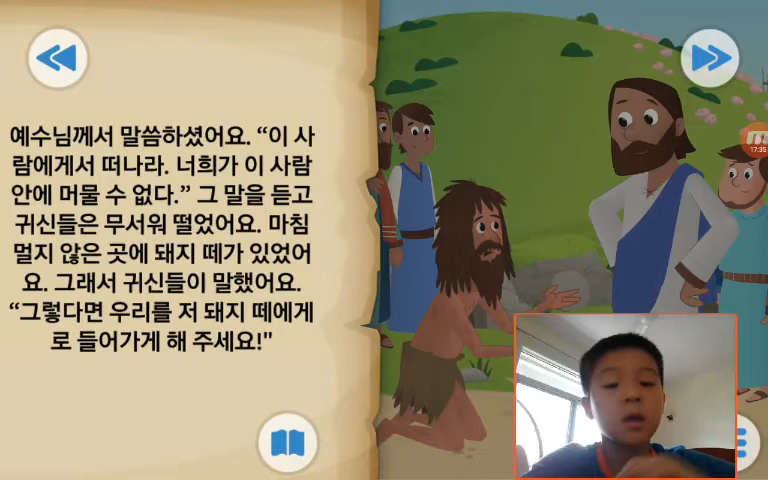 예수님께서 말씀하셨어요. “이 사
람에게서 떠나라. 너희가 이 사람
안에 머물 수 없다.” 그 말을 듣고
귀신들은 무서워 떨었어요. 마침
멀지 않은 곳에 돼지 떼가 있었어
요. 그래서 귀신들이 말했어요.
“그렇다면 우리를 저 돼지 떼에게
로 들어가게 해 주세요!"
17:35